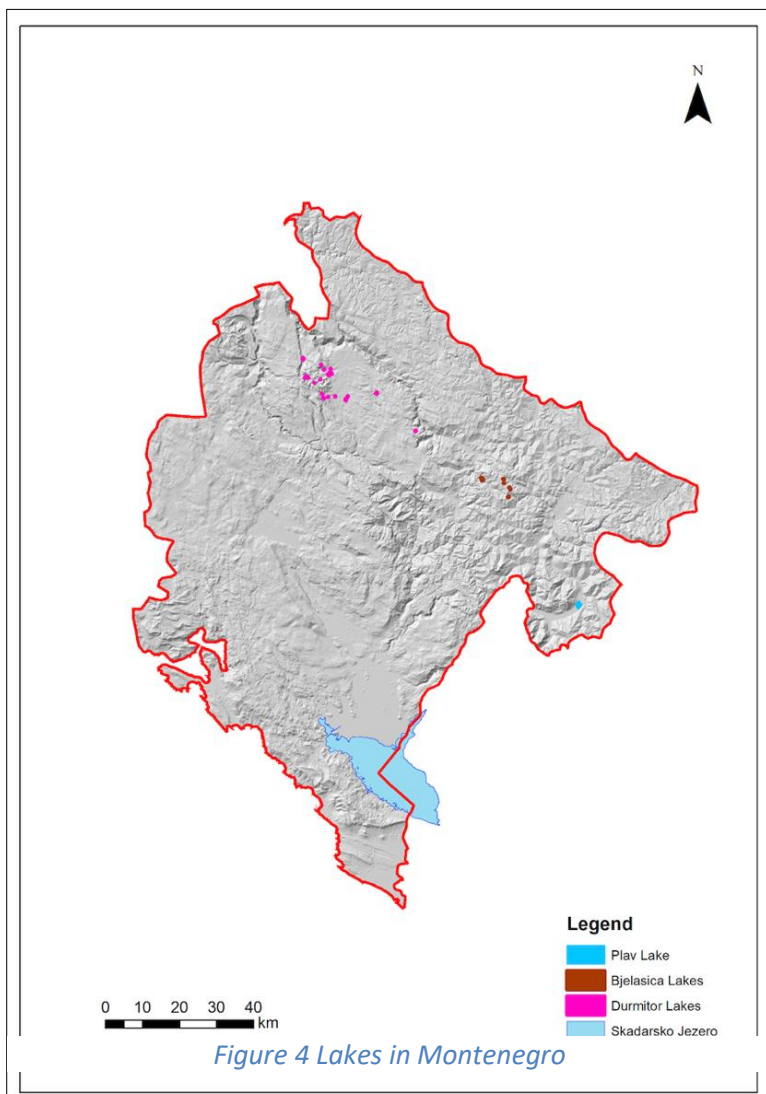 N
Legend
Plav Lake
Bjelasica Lakes
Durmitor Lakes
Skadarsko Jezero
0 10 20 30 40
km
Figure 4 Lakes in Montenegro